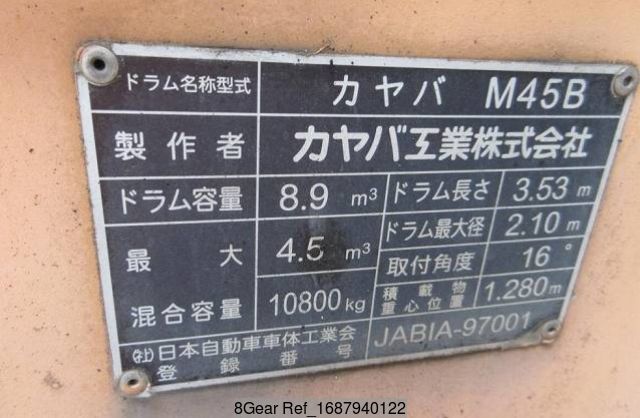 ドラム名称型式 カヤバ M45B
製作者 カヤバ工業株式会社
ドラム容量 8.9 m³ ドラム長さ 3.53 m
最大 4.5 m³ ドラム最大径 2.10 m
混合容量 10800 kg 取付角度 16°
積載物重心位置 1.280m
(社)日本自動車車体工業会
登録番号 JABIA-97001
8Gear Ref_1687940122